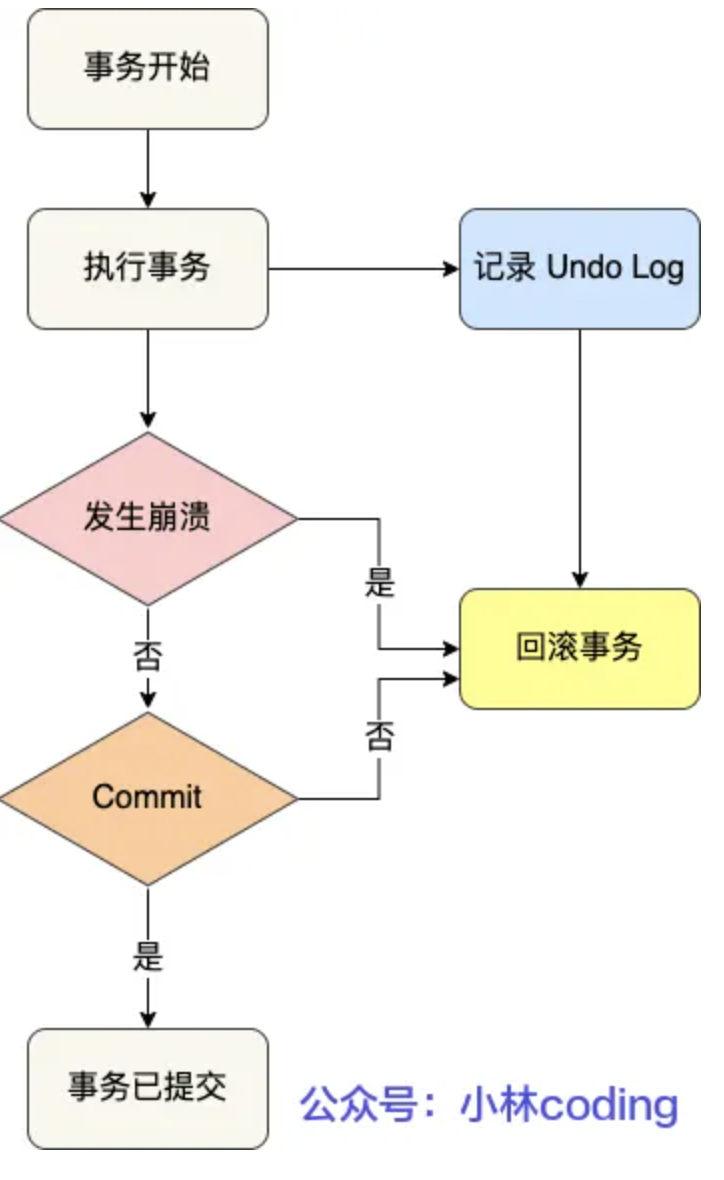 事务开始
执行事务
记录 Undo Log
发生崩溃
是
否
回滚事务
否
Commit
是
事务已提交
公众号：小林coding